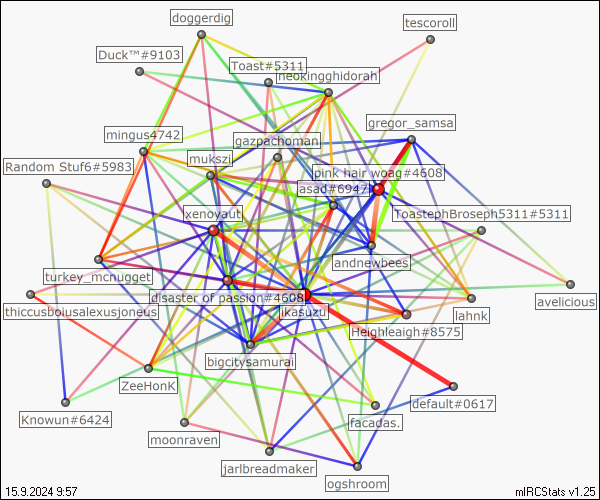 doggerdig
tescoroll
Duck™#9103
Toast#5311
neokingghidorah
gregor_samsa
mingus4742
gazpachoman
mukszi
pink hair woag#4608
Random Stuf6#5983
asad#6947
xenoyaut
ToastephBroseph5311#5311
andnewbees
turkey_mcnugget
disaster of passion#4608
avelicious
thiccusboiusalexusjoneus
ikasuzu
lahnk
Heighleigh#8575
bigcitysamurai
ZeeHonK
default#0617
Knowun#6424
facadas.
moonraven
jarlbreadmaker
ogshroom
15.9.2024 9:57
mIRCStats v1.25